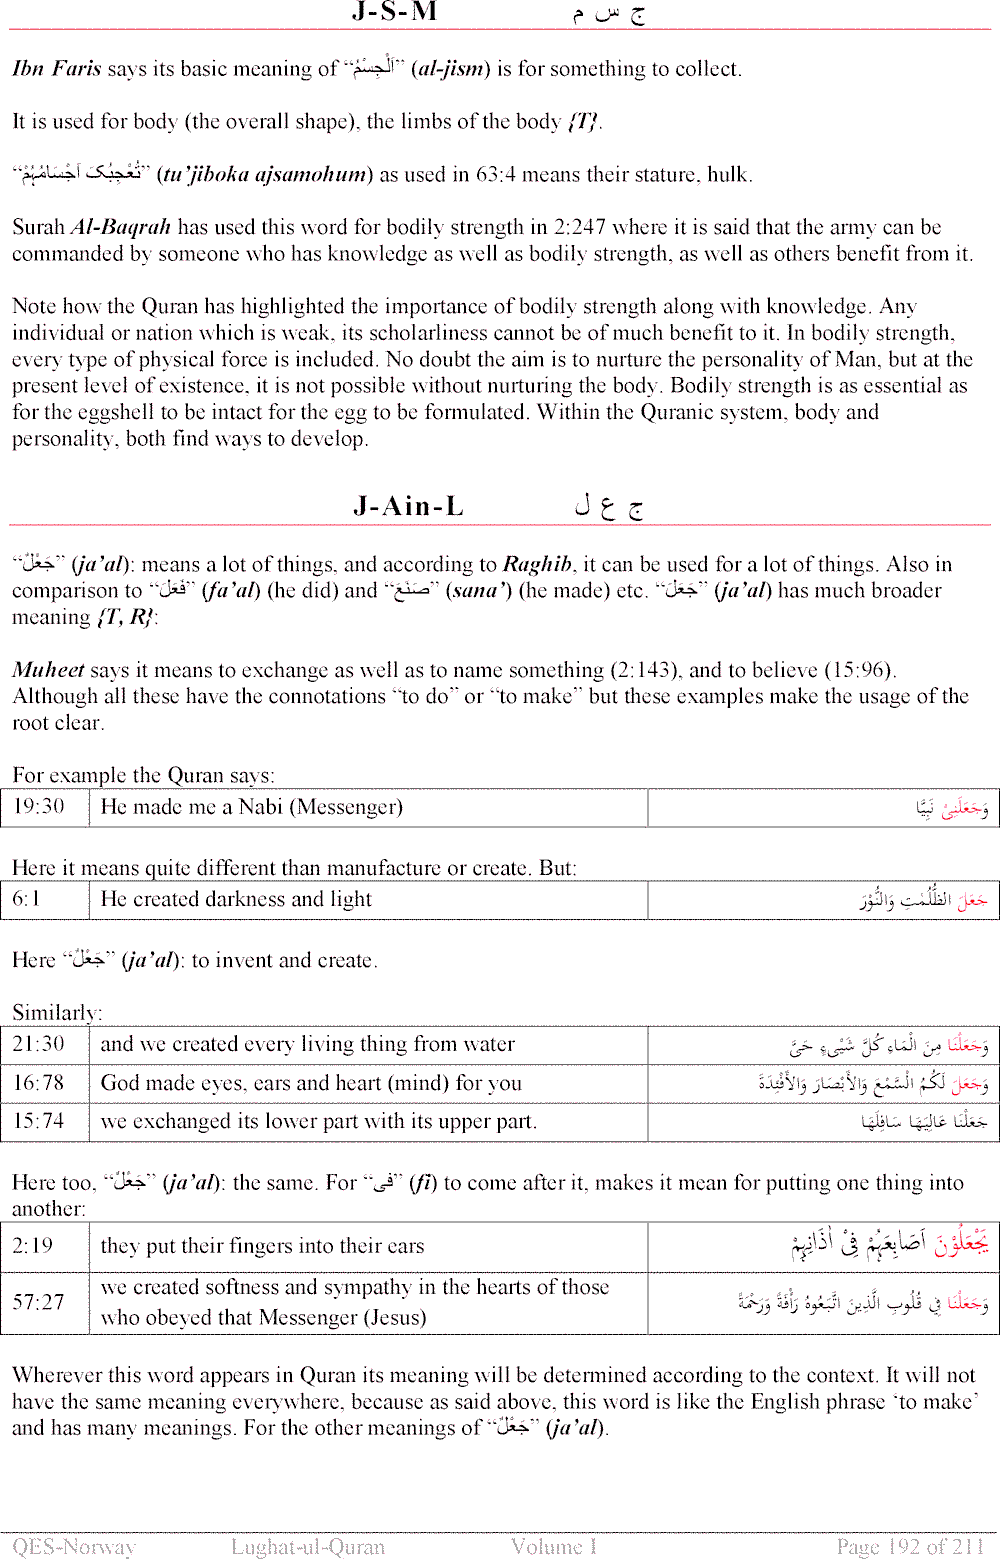 J-S-M ج س م
Ibn Faris says its basic meaning of “اَلْجِسْمُ” (al-jism) is for something to collect.
It is used for body (the overall shape), the limbs of the body {T}.
“تُعْجِبُکَ اَجْسَامُہُمْ” (tu’jiboka ajsamohum) as used in 63:4 means their stature, hulk.
Surah Al-Baqrah has used this word for bodily strength in 2:247 where it is said that the army can be
commanded by someone who has knowledge as well as bodily strength, as well as others benefit from it.
Note how the Quran has highlighted the importance of bodily strength along with knowledge. Any
individual or nation which is weak, its scholarliness cannot be of much benefit to it. In bodily strength,
every type of physical force is included. No doubt the aim is to nurture the personality of Man, but at the
present level of existence, it is not possible without nurturing the body. Bodily strength is as essential as
for the eggshell to be intact for the egg to be formulated. Within the Quranic system, body and
personality, both find ways to develop.
J-Ain-L ج ع ل
“جَعْلٌ” (ja’al): means a lot of things, and according to Raghib, it can be used for a lot of things. Also in
comparison to “فَعَلَ” (fa’al) (he did) and “صَنَعَ” (sana’) (he made) etc. “جَعَلَ” (ja’al) has much broader
meaning {T, R}:
Muheet says it means to exchange as well as to name something (2:143), and to believe (15:96).
Although all these have the connotations “to do” or “to make” but these examples make the usage of the
root clear.
For example the Quran says:
19:30 He made me a Nabi (Messenger) وَجَعَلَنِیْ نَبِیًّا
Here it means quite different than manufacture or create. But:
6:1 He created darkness and light جَعَلَ الظُّلُمٰتِ وَالنُّوْرَ
Here “جَعْلٌ” (ja’al): to invent and create.
Similarly:
21:30 and we created every living thing from water وَجَعَلْنَا مِنَ الْمَاءِ كُلَّ شَيْیءٍ حَیَّ
16:78 God made eyes, ears and heart (mind) for you وَجَعَلَ لَكُمُ الْسَّمْعَ وَالأَبْصَارَ وَالأَفْئِدَةَ
15:74 we exchanged its lower part with its upper part. جَعَلْنَا عَالِيَهَا سَافِلَهَا
Here too, “جَعْلٌ” (ja’al): the same. For “فی” (fi) to come after it, makes it mean for putting one thing into
another:
2:19 they put their fingers into their ears يَجْعَلُوْنَ اَصَابِعَہُمْ فِیْ اٰذَانِہِمْ
57:27 we created softness and sympathy in the hearts of those وَجَعَلْنَا فِي قُلُوبِ الَّذِينَ اتَّبَعُوهُ رَأْفَةً وَرَحْمَةً
who obeyed that Messenger (Jesus)
Wherever this word appears in Quran its meaning will be determined according to the context. It will not
have the same meaning everywhere, because as said above, this word is like the English phrase ‘to make’
and has many meanings. For the other meanings of “جَعْلٌ” (ja’al).
QES-Norway Lughat-ul-Quran Volume I Page 192 of 211